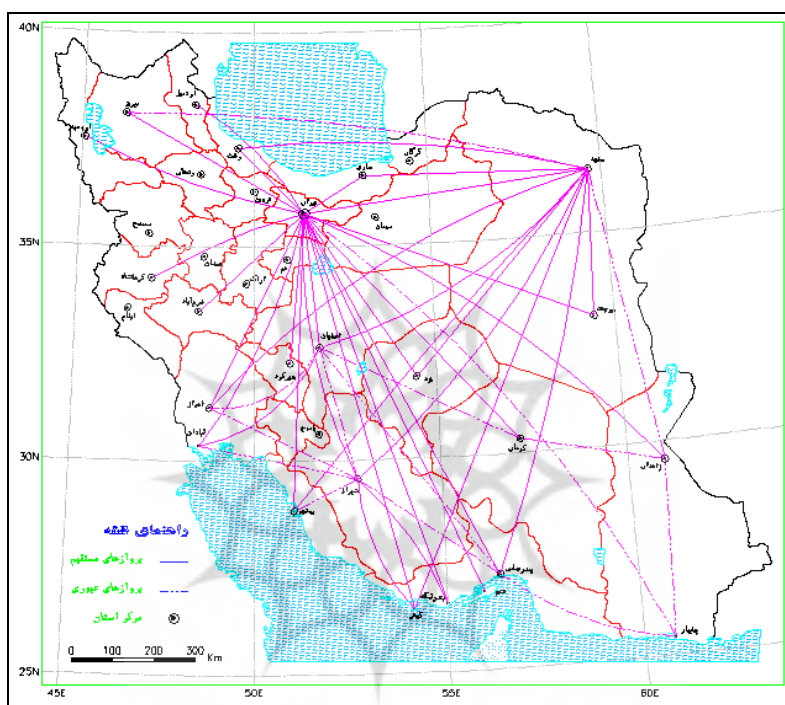 40N
تبریز
اردبیل
ارومیه
رشت
گرگان
مشهد
ساری
زنجان
قزوین
تهران
سمنان
35N
سنندج
همدان
قم
کرمانشاه
اراک
خرم‌آباد
ایلام
بیرجند
اصفهان
شهرکرد
یزد
اهواز
آبادان
یاسوج
کرمان
30N
زاهدان
شیراز
بوشهر
راهنمای نقشه
پروازهای مستقیم
پروازهای عبوری
مرکز استان
بندرعباس
قشم
بندرلنگه
کیش
چابهار
0 100 200 300 Km
25N
45E 50E 55E 60E